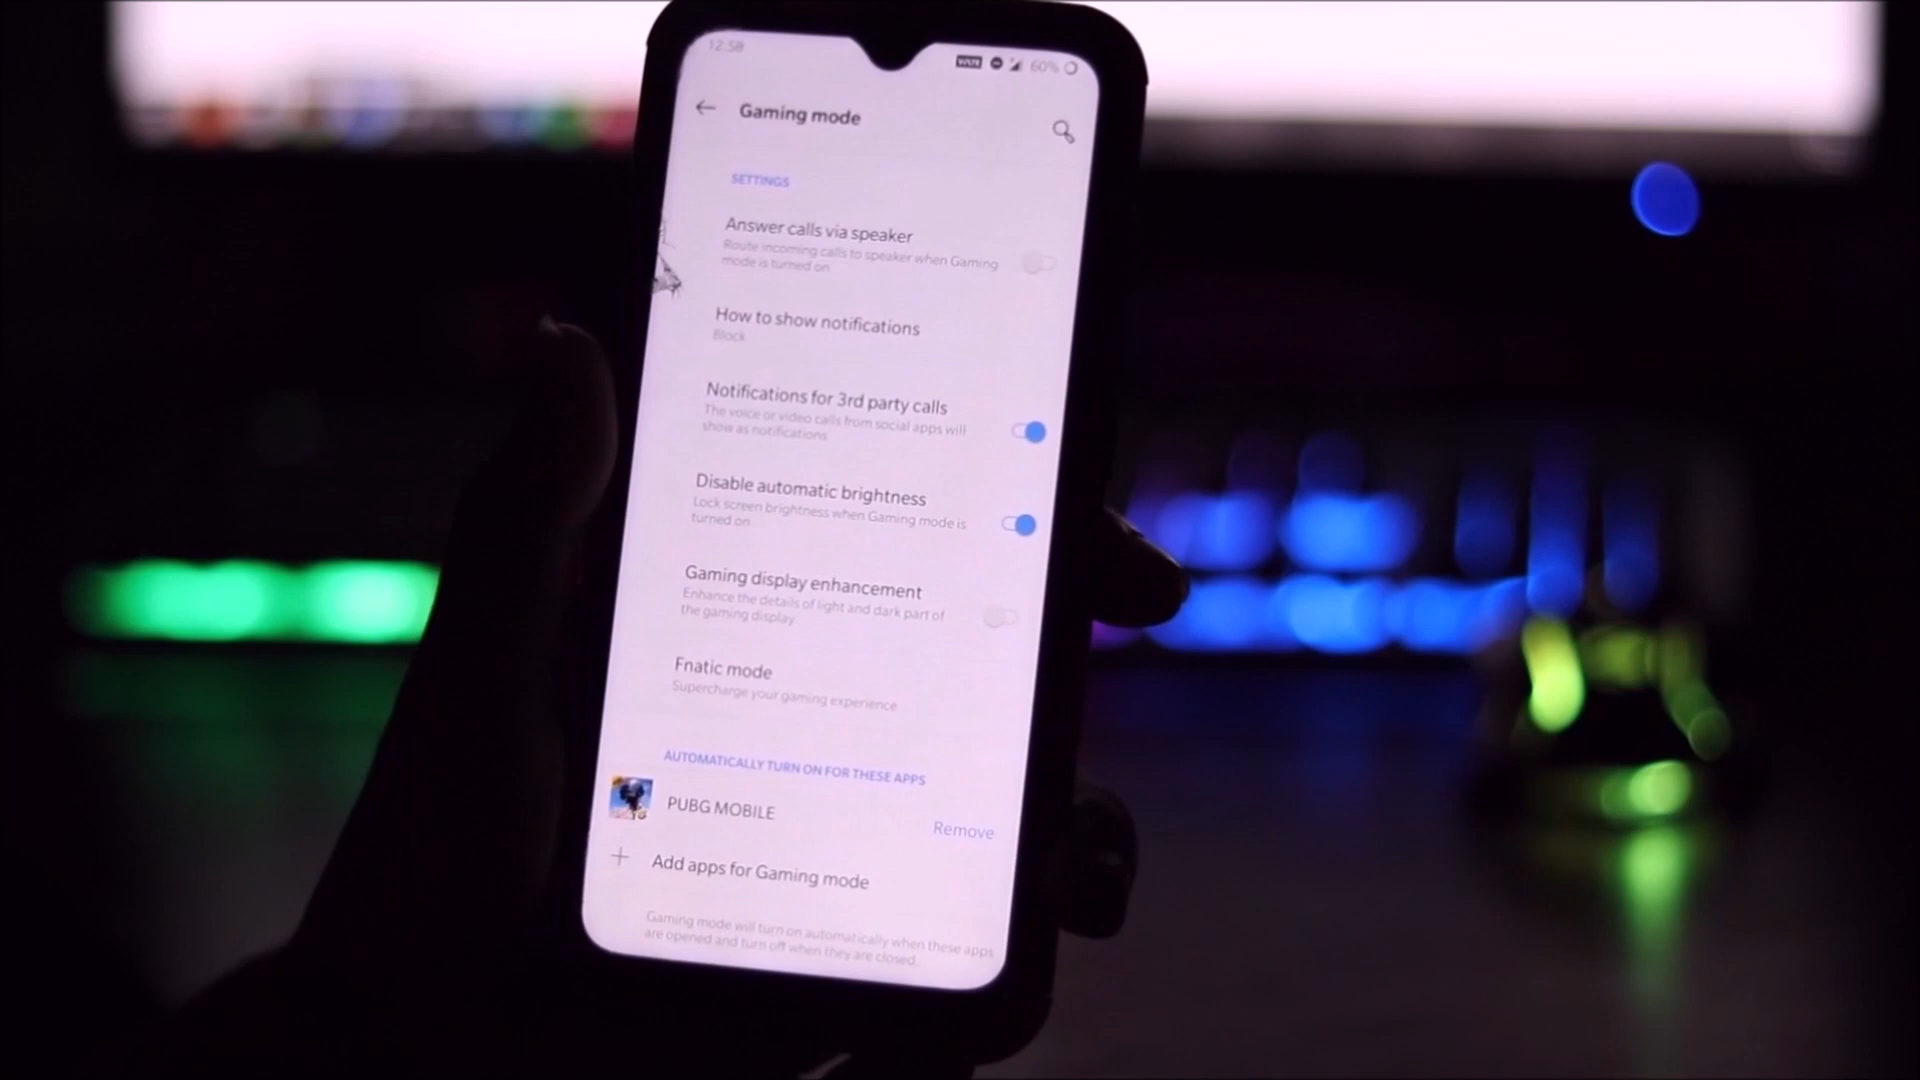 12:58
VoLTE 60%
Gaming mode
SETTINGS
Answer calls via speaker
Route incoming calls to speaker when Gaming
mode is turned on
How to show notifications
Block
Notifications for 3rd party calls
The voice or video calls from social apps will
show as notifications
Disable automatic brightness
Lock screen brightness when Gaming mode is
turned on
Gaming display enhancement
Enhance the details of light and dark part of
the gaming display
Fnatic mode
Supercharge your gaming experience
AUTOMATICALLY TURN ON FOR THESE APPS
PUBG MOBILE
Remove
Add apps for Gaming mode
Gaming mode will turn on automatically when these apps
are opened and turn off when they are closed.